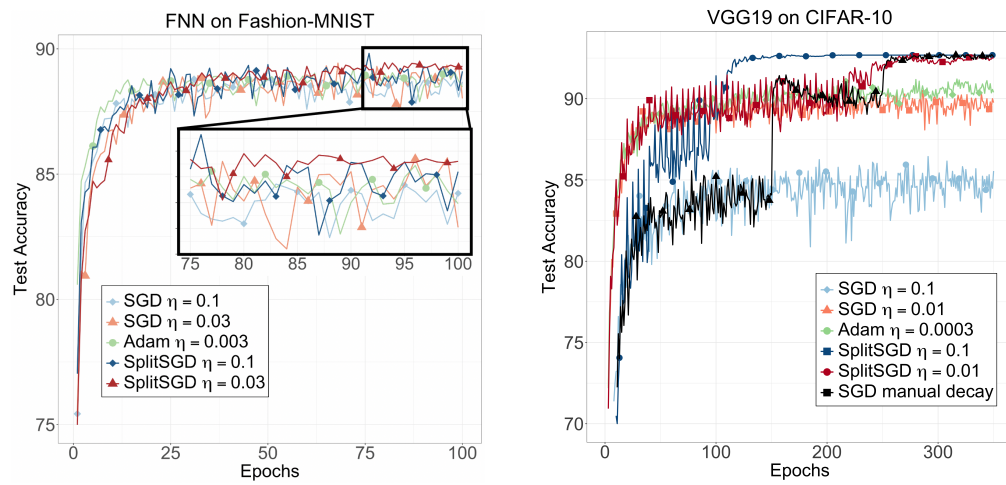 FNN on Fashion-MNIST
90
85
80
75
Test Accuracy
75 80 85 90 95 100
SGD η = 0.1
SGD η = 0.03
Adam η = 0.003
SplitSGD η = 0.1
SplitSGD η = 0.03
0 25 50 75 100
Epochs
VGG19 on CIFAR-10
90
85
80
75
70
Test Accuracy
SGD η = 0.1
SGD η = 0.01
Adam η = 0.0003
SplitSGD η = 0.1
SplitSGD η = 0.01
SGD manual decay
0 100 200 300
Epochs